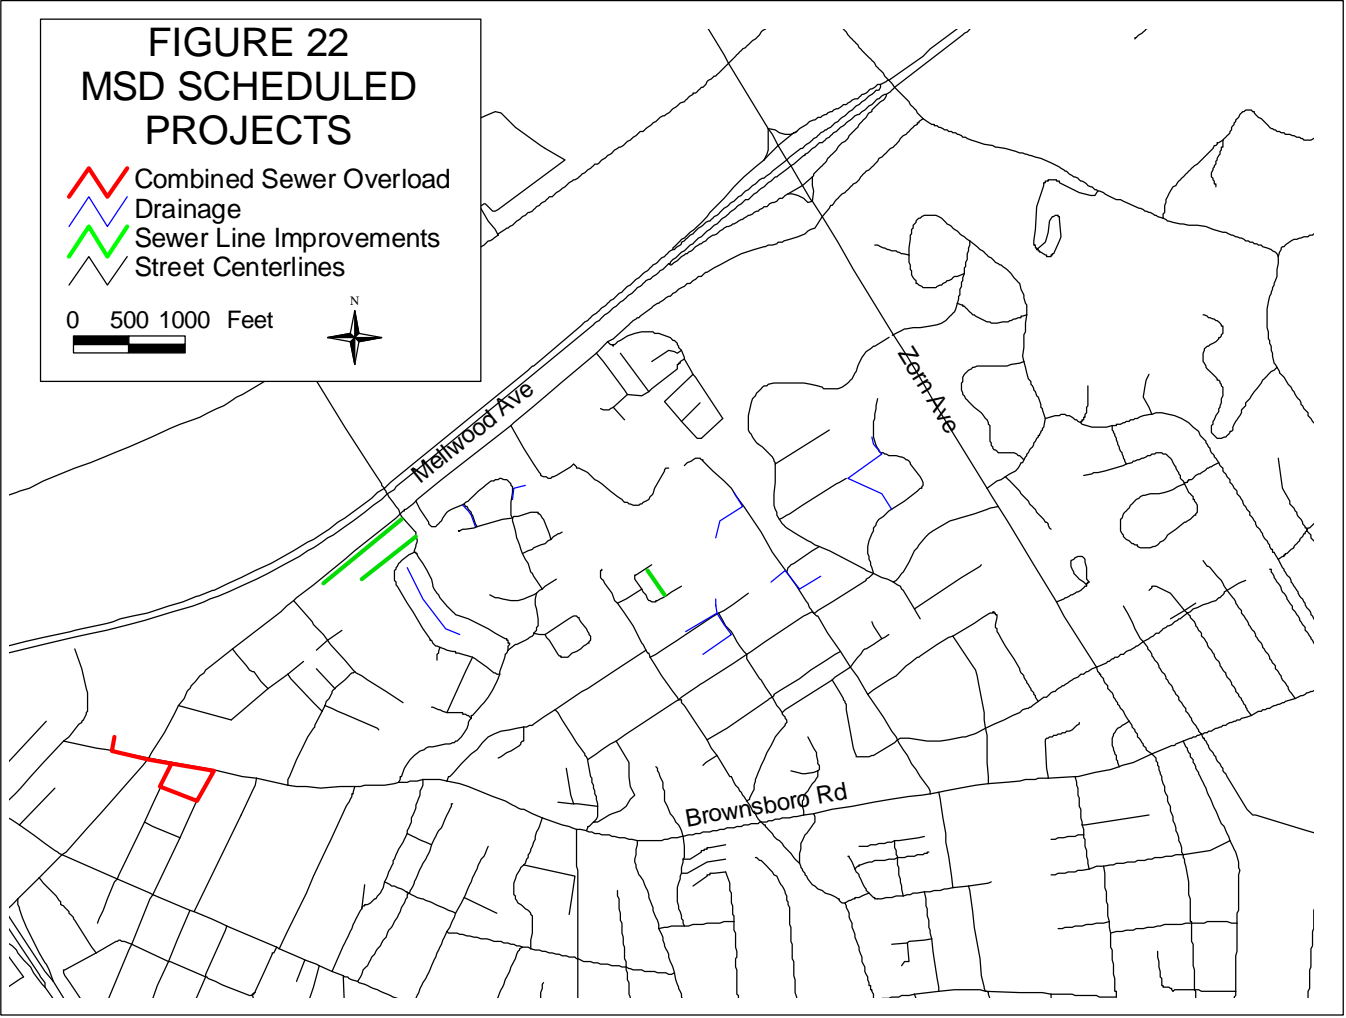 FIGURE 22
MSD SCHEDULED
PROJECTS
Combined Sewer Overload
Drainage
Sewer Line Improvements
Street Centerlines
0 500 1000 Feet
N
Mellwood Ave
Zorn Ave
Brownsboro Rd